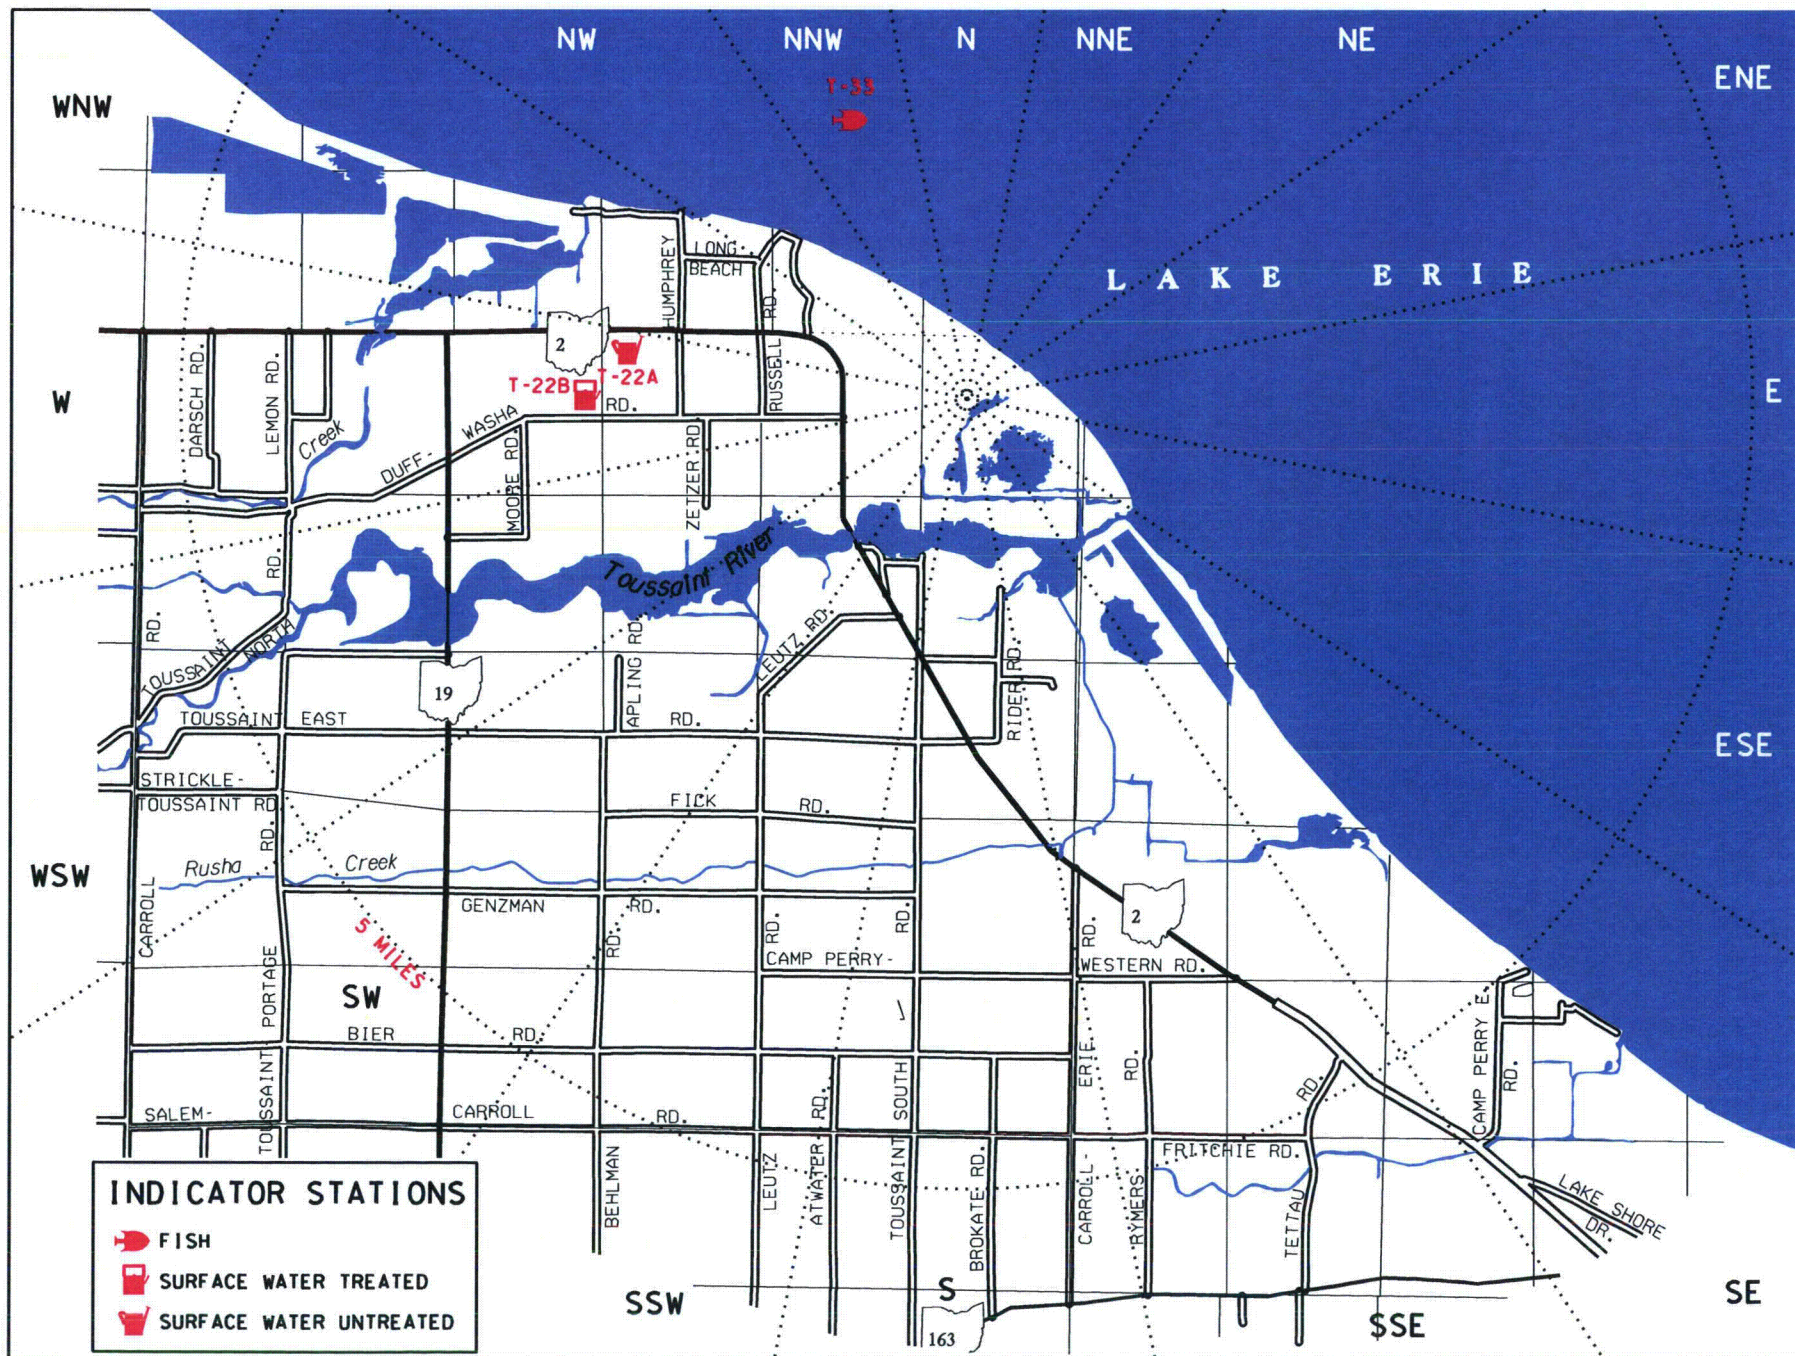 NW NNW N NNE NE
ENE
T-33
WNW
LONG
BEACH
HUMPHREY
RD.
LAKE ERIE
2
T-22A
T-22B
RUSSELL
DARSCH RD.
LEMON RD.
W
E
RD.
WASHA
DUFF-
Creek
MOORE RD.
ZETZER RD.
Toussaint River
RD.
RD.
TOUSSAINT
NORTH
APLING RD.
LEUTZ RD.
RIDER RD.
19
TOUSSAINT EAST RD.
ESE
STRICKLE-
TOUSSAINT RD.
FICK RD.
RD.
Rusha Creek
WSW
CARROLL
GENZMAN RD.
RD.
RD.
RD.
RD.
2
5 MILES
CAMP PERRY-
WESTERN RD.
SW
TOUSSAINT PORTAGE
BIER RD.
ERIE
RD.
RD.
CAMP PERRY E.
RD.
SALEM- CARROLL RD.
ATWATER RD.
TOUSSAINT SOUTH
FRITCHIE RD.
BEHLMAN
LEUTZ
BROKATE RD.
CARROLL-
RYMERS
TETTAU
LAKE SHORE
DR.
INDICATOR STATIONS
FISH
SURFACE WATER TREATED
SURFACE WATER UNTREATED
SSW
S
163
SSE
SE